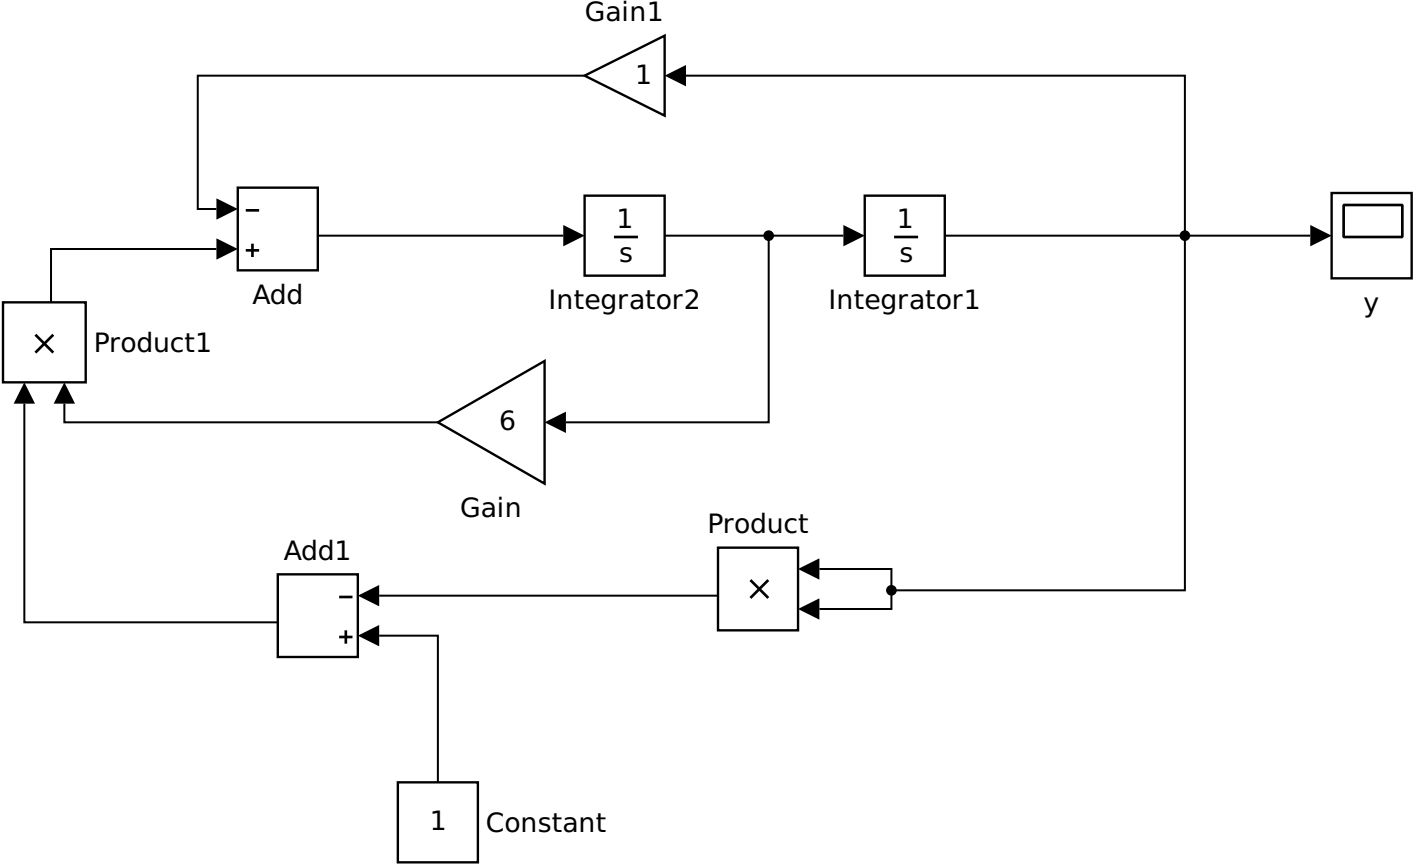 Gain1
1
−
+
Add
1
s
Integrator2
1
s
Integrator1
y
×
Product1
6
Gain
Product
×
Add1
−
+
1
Constant